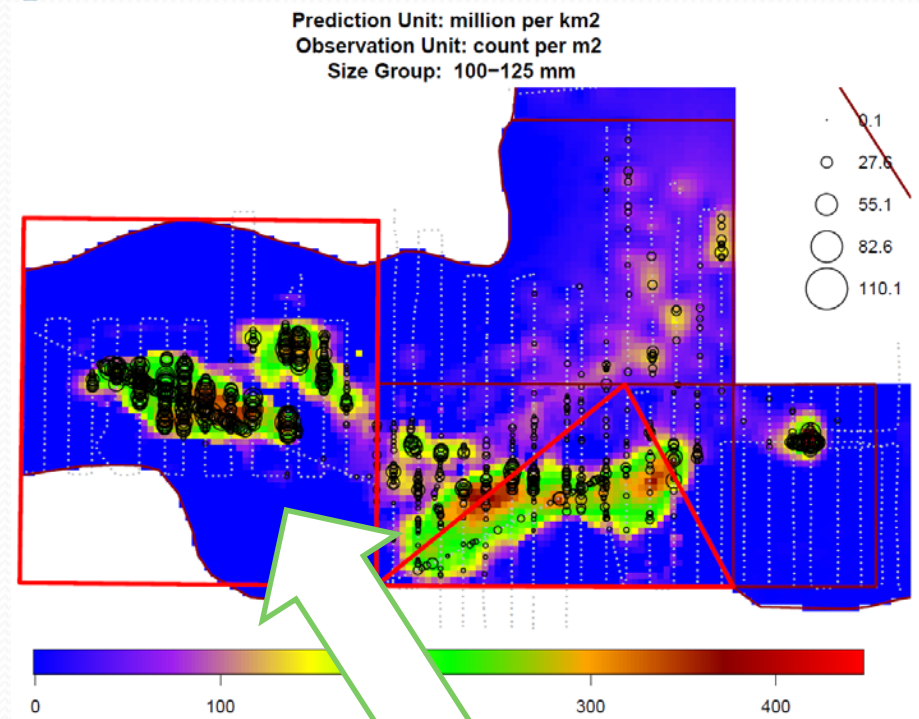 Prediction Unit: million per km2
Observation Unit: count per m2
Size Group: 100−125 mm
0.1
27.6
55.1
82.6
110.1
0 100 300 400